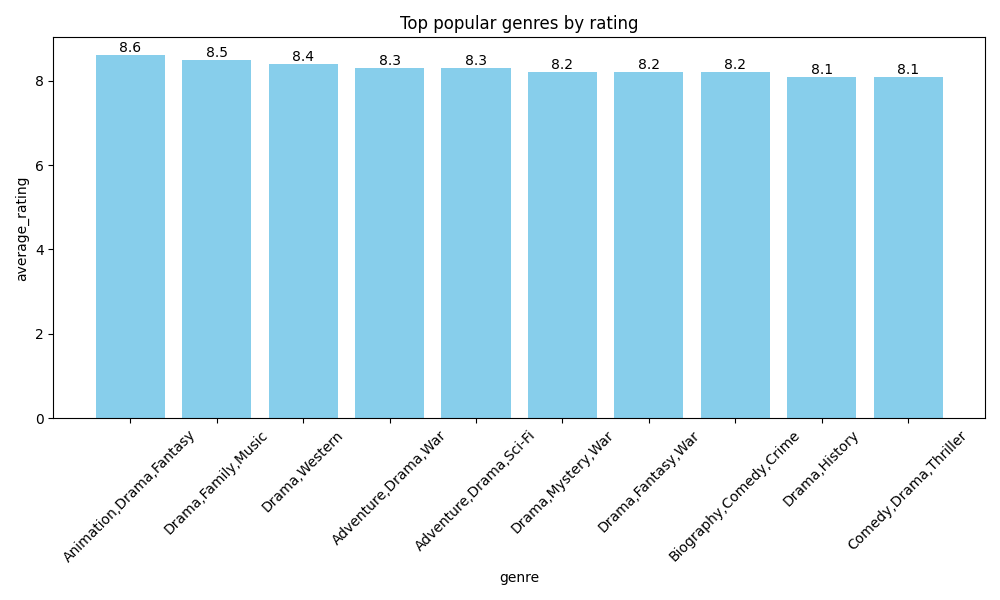 Top popular genres by rating
8.6
8.5
8.4
8.3
8.3
8.2
8.2
8.2
8.1
8.1
8
6
4
2
0
average_rating
Animation,Drama,Fantasy
Drama,Family,Music
Drama,Western
Adventure,Drama,War
Adventure,Drama,Sci-Fi
Drama,Mystery,War
Drama,Fantasy,War
Biography,Comedy,Crime
Drama,History
Comedy,Drama,Thriller
genre